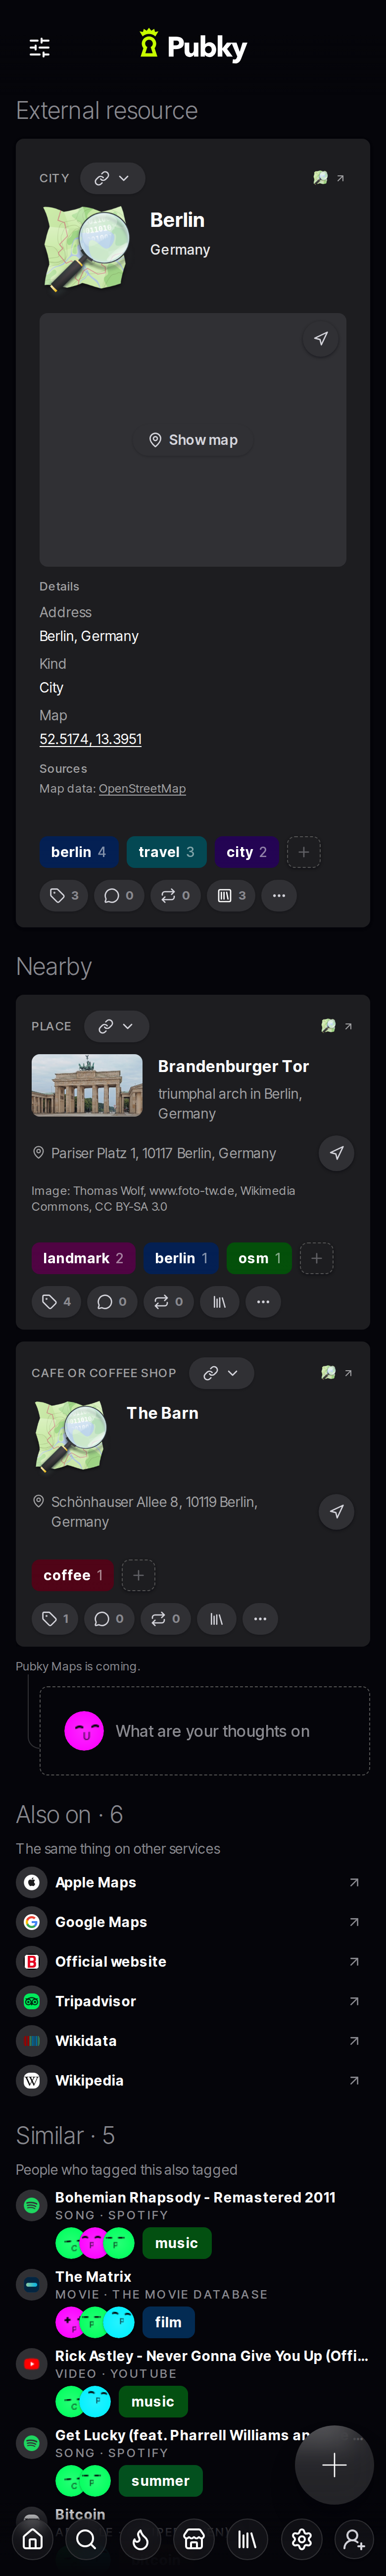 Pubky
External resource
CITY
Berlin
Germany
Show map
Details
Address
Berlin, Germany
Kind
City
Map
52.5174, 13.3951
Sources
Map data: OpenStreetMap
berlin 4
travel 3
city 2
3
0
0
3
Nearby
PLACE
Brandenburger Tor
triumphal arch in Berlin,
Germany
Pariser Platz 1, 10117 Berlin, Germany
Image: Thomas Wolf, www.foto-tw.de, Wikimedia
Commons, CC BY-SA 3.0
landmark 2
berlin 1
osm 1
4
0
0
CAFE OR COFFEE SHOP
The Barn
Schönhauser Allee 8, 10119 Berlin,
Germany
coffee 1
1
0
0
Pubky Maps is coming.
What are your thoughts on
Also on · 6
The same thing on other services
Apple Maps
Google Maps
Official website
Tripadvisor
Wikidata
Wikipedia
Similar · 5
People who tagged this also tagged
Bohemian Rhapsody - Remastered 2011
SONG · SPOTIFY
music
The Matrix
MOVIE · THE MOVIE DATABASE
film
Rick Astley - Never Gonna Give You Up (Offi...
VIDEO · YOUTUBE
music
Get Lucky (feat. Pharrell Williams an
SONG · SPOTIFY
summer
Bitcoin